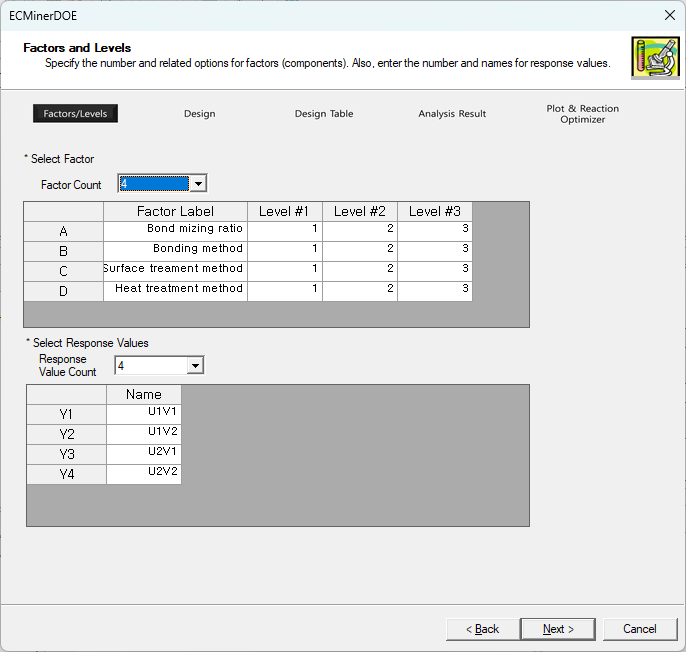 ECMinerDOE
Factors and Levels
Specify the number and related options for factors (components). Also, enter the number and names for response values.
Factors/Levels
Design
Design Table
Analysis Result
Plot & Reaction
Optimizer
* Select Factor
Factor Count 4
Factor Label Level #1 Level #2 Level #3
A Bond mizing ratio 1 2 3
B Bonding method 1 2 3
C Surface treament method 1 2 3
D Heat treatment method 1 2 3
* Select Response Values
Response
Value Count 4
Name
Y1 U1V1
Y2 U1V2
Y3 U2V1
Y4 U2V2
< Back Next > Cancel